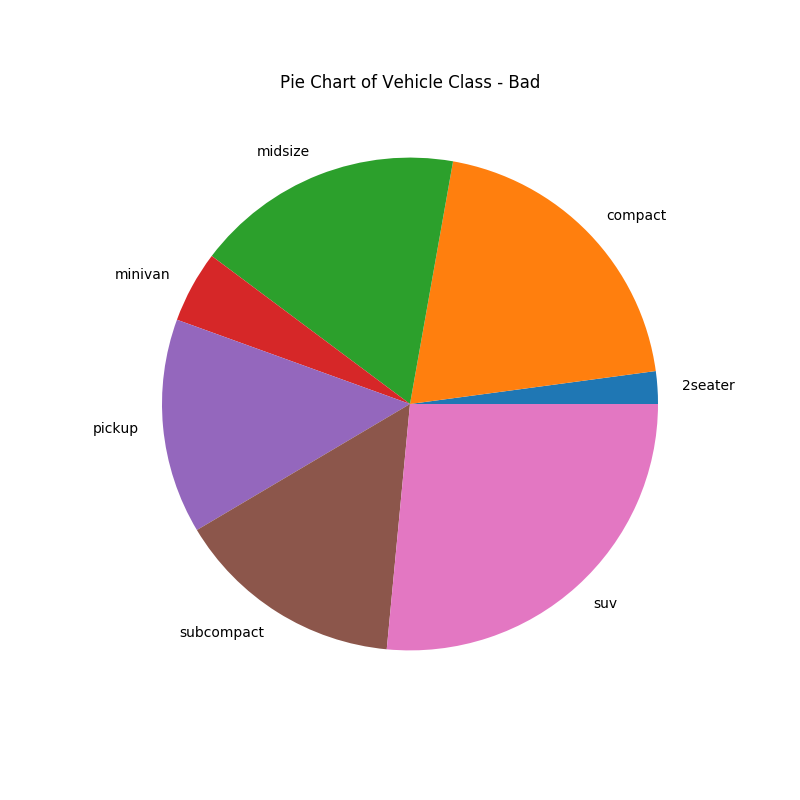 Pie Chart of Vehicle Class - Bad
midsize
compact
minivan
2seater
pickup
suv
subcompact